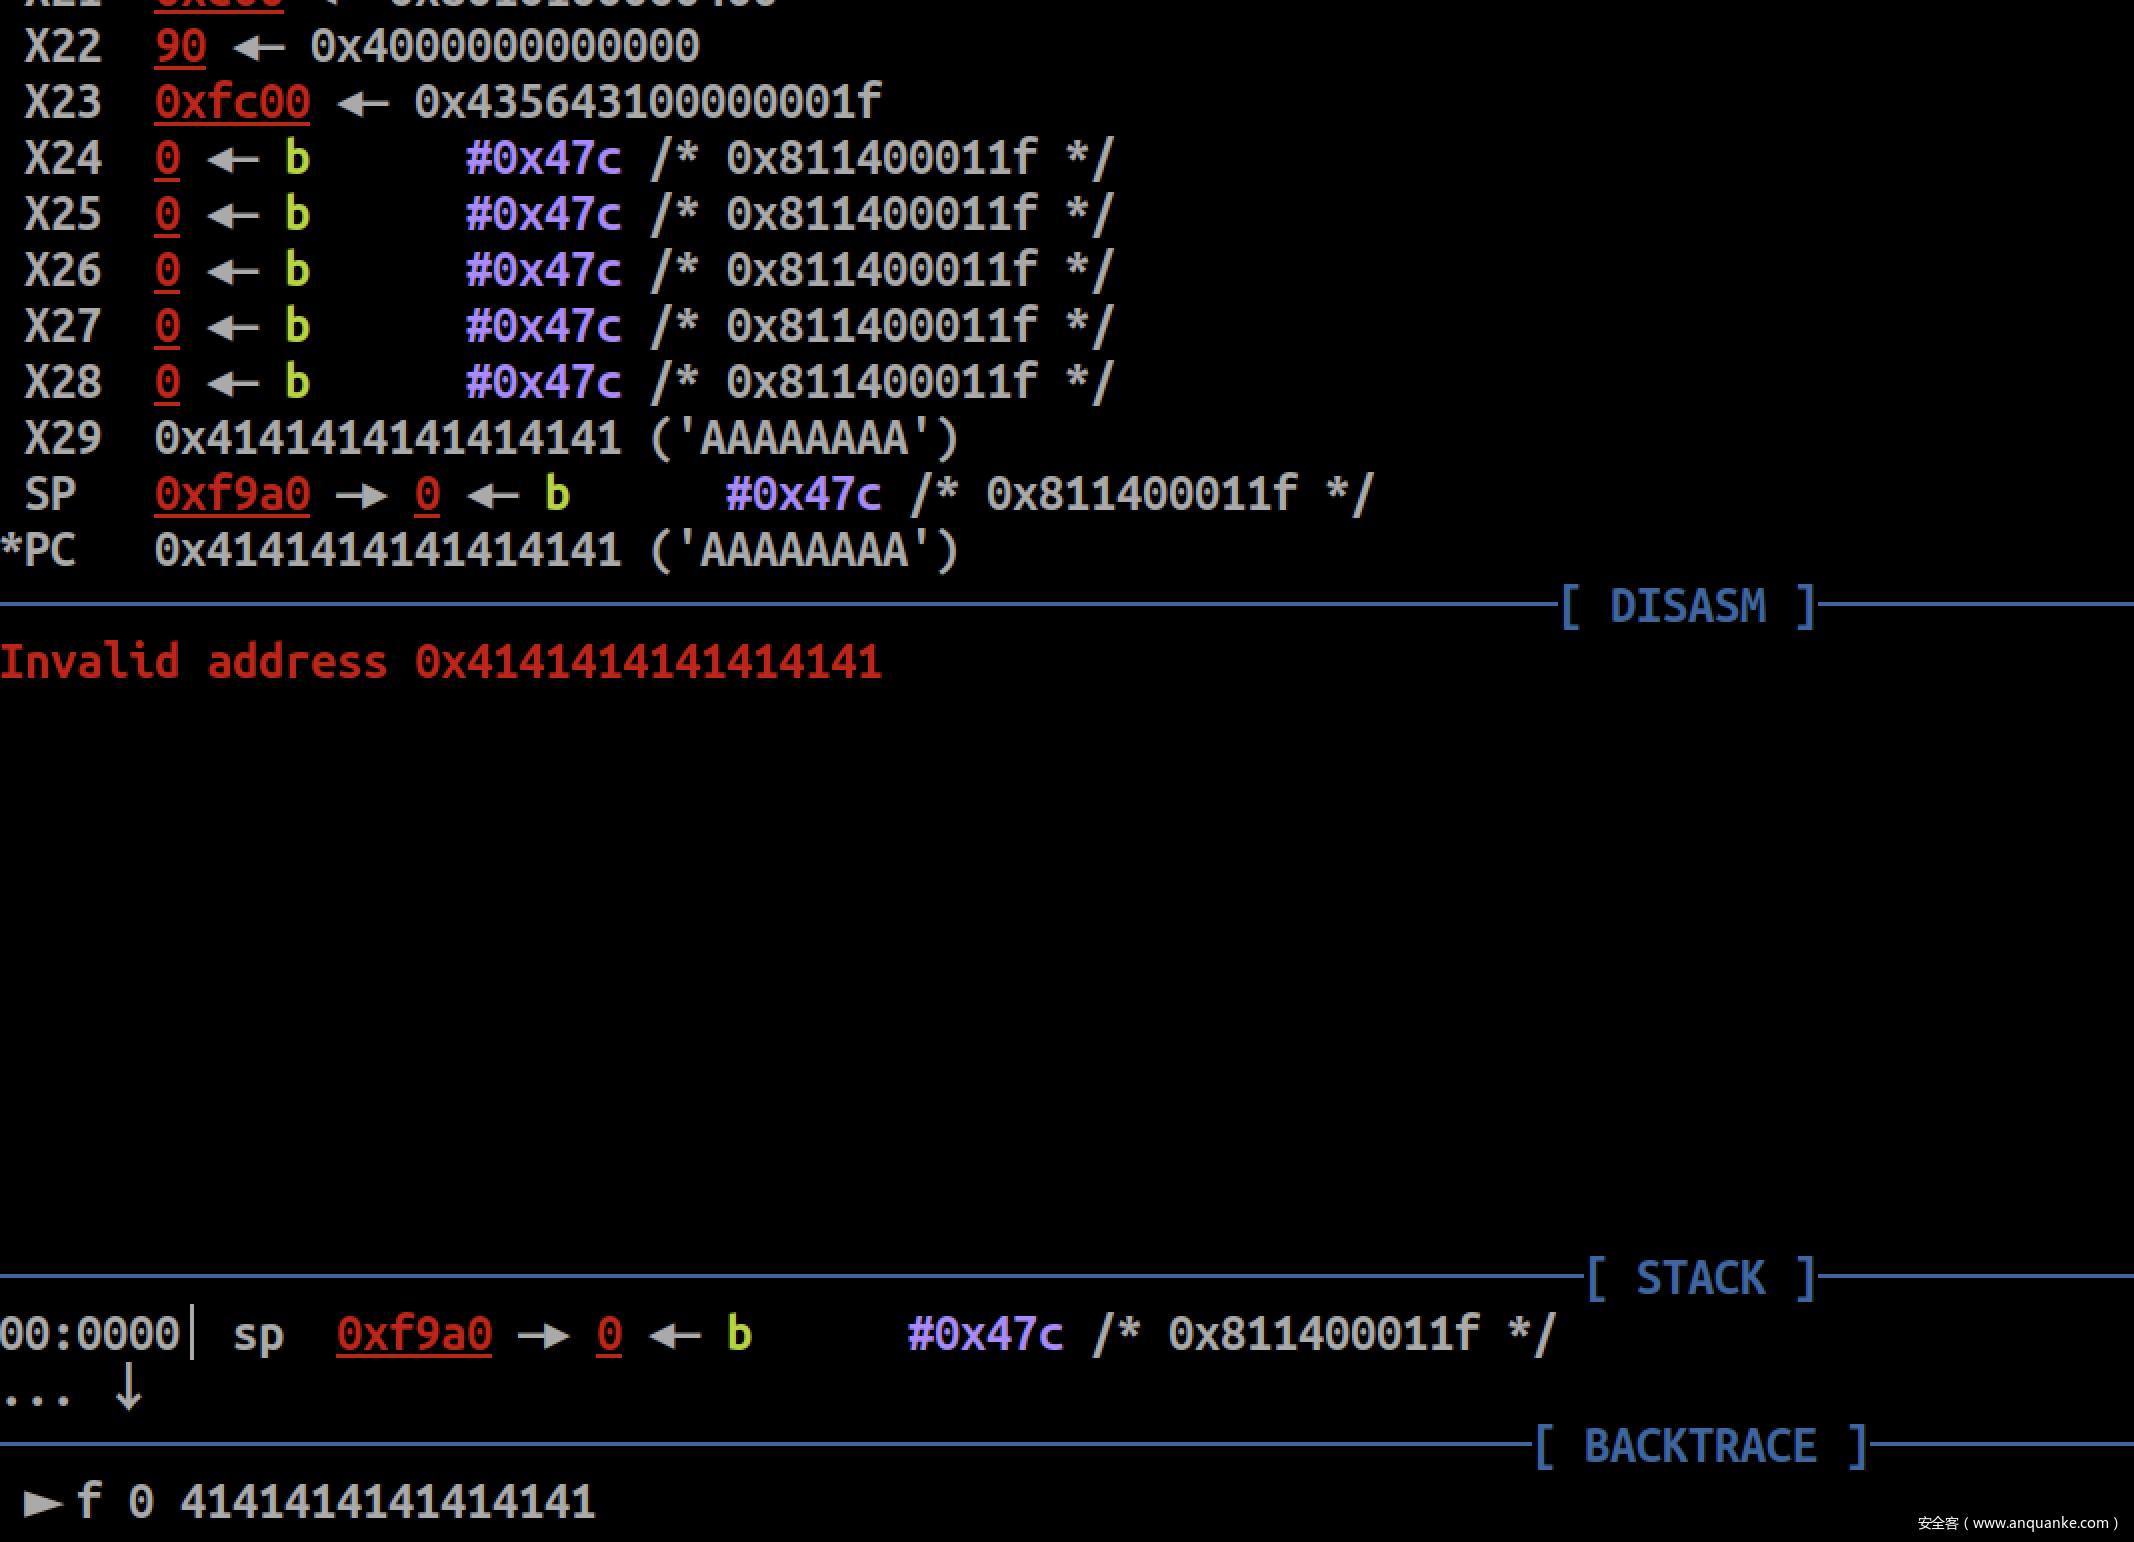 X22 90 ◂— 0x4000000000000
X23 0xfc00 ◂— 0x435643100000001f
X24 0 ◂— b #0x47c /* 0x811400011f */
X25 0 ◂— b #0x47c /* 0x811400011f */
X26 0 ◂— b #0x47c /* 0x811400011f */
X27 0 ◂— b #0x47c /* 0x811400011f */
X28 0 ◂— b #0x47c /* 0x811400011f */
X29 0x4141414141414141 ('AAAAAAAA')
SP 0xf9a0 —▸ 0 ◂— b #0x47c /* 0x811400011f */
*PC 0x4141414141414141 ('AAAAAAAA')
[ DISASM ]
Invalid address 0x4141414141414141
[ STACK ]
00:0000│ sp 0xf9a0 —▸ 0 ◂— b #0x47c /* 0x811400011f */
... ↓
[ BACKTRACE ]
► f 0 4141414141414141
安全客（www.anquanke.com）